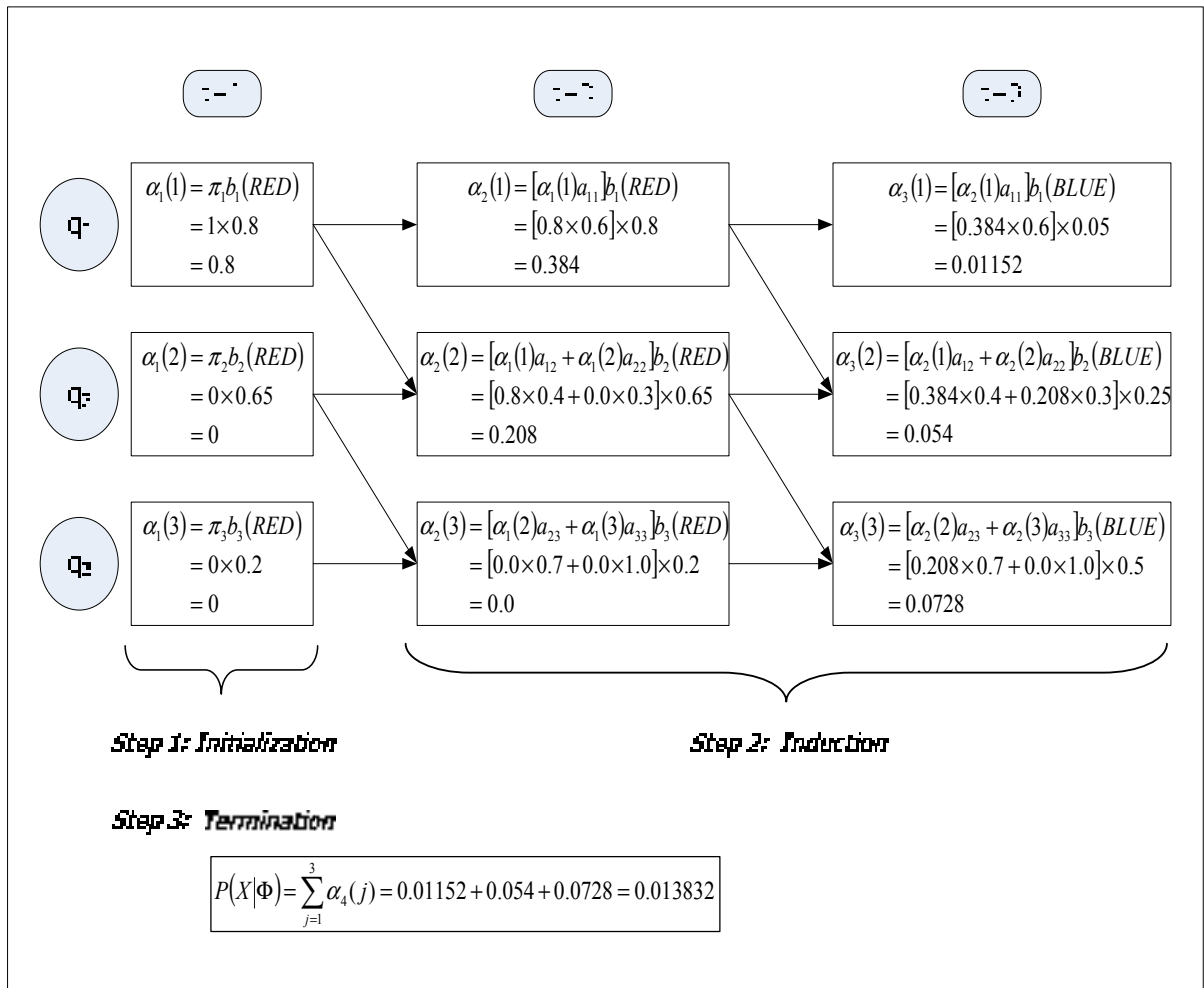 α₁(1) = π₁b₁(RED)
= 1×0.8
= 0.8
α₂(1) = [α₁(1)a₁₁]b₁(RED)
= [0.8×0.6]×0.8
= 0.384
α₃(1) = [α₂(1)a₁₁]b₁(BLUE)
= [0.384×0.6]×0.05
= 0.01152
α₁(2) = π₂b₂(RED)
= 0×0.65
= 0
α₂(2) = [α₁(1)a₁₂ + α₁(2)a₂₂]b₂(RED)
= [0.8×0.4+0.0×0.3]×0.65
= 0.208
α₃(2) = [α₂(1)a₁₂ + α₂(2)a₂₂]b₂(BLUE)
= [0.384×0.4+0.208×0.3]×0.25
= 0.054
α₁(3) = π₃b₃(RED)
= 0×0.2
= 0
α₂(3) = [α₁(2)a₂₃ + α₁(3)a₃₃]b₃(RED)
= [0.0×0.7+0.0×1.0]×0.2
= 0.0
α₃(3) = [α₂(2)a₂₃ + α₂(3)a₃₃]b₃(BLUE)
= [0.208×0.7+0.0×1.0]×0.5
= 0.0728
Step 1: Initialization
Step 2: Induction
Step 3: Termination
P(X|Φ) = ∑³ⱼ₌₁ α₄(j) = 0.01152+0.054+0.0728 = 0.013832